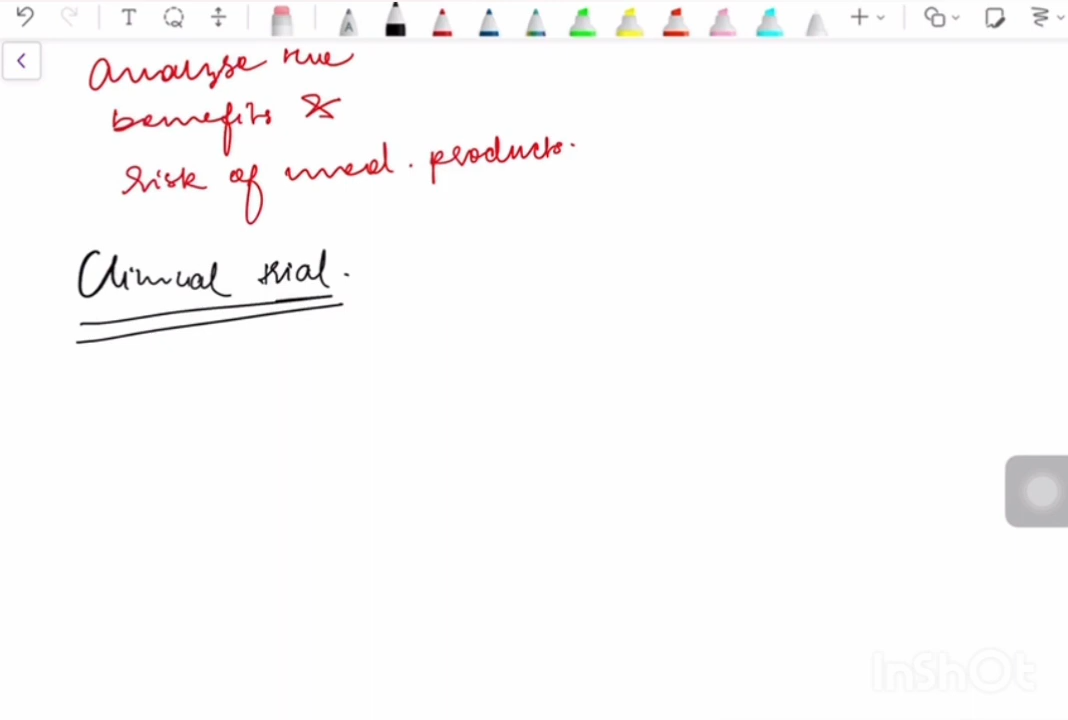 Analyse the
benefits &
risk of med. products.
Clinical trial.
InShOt